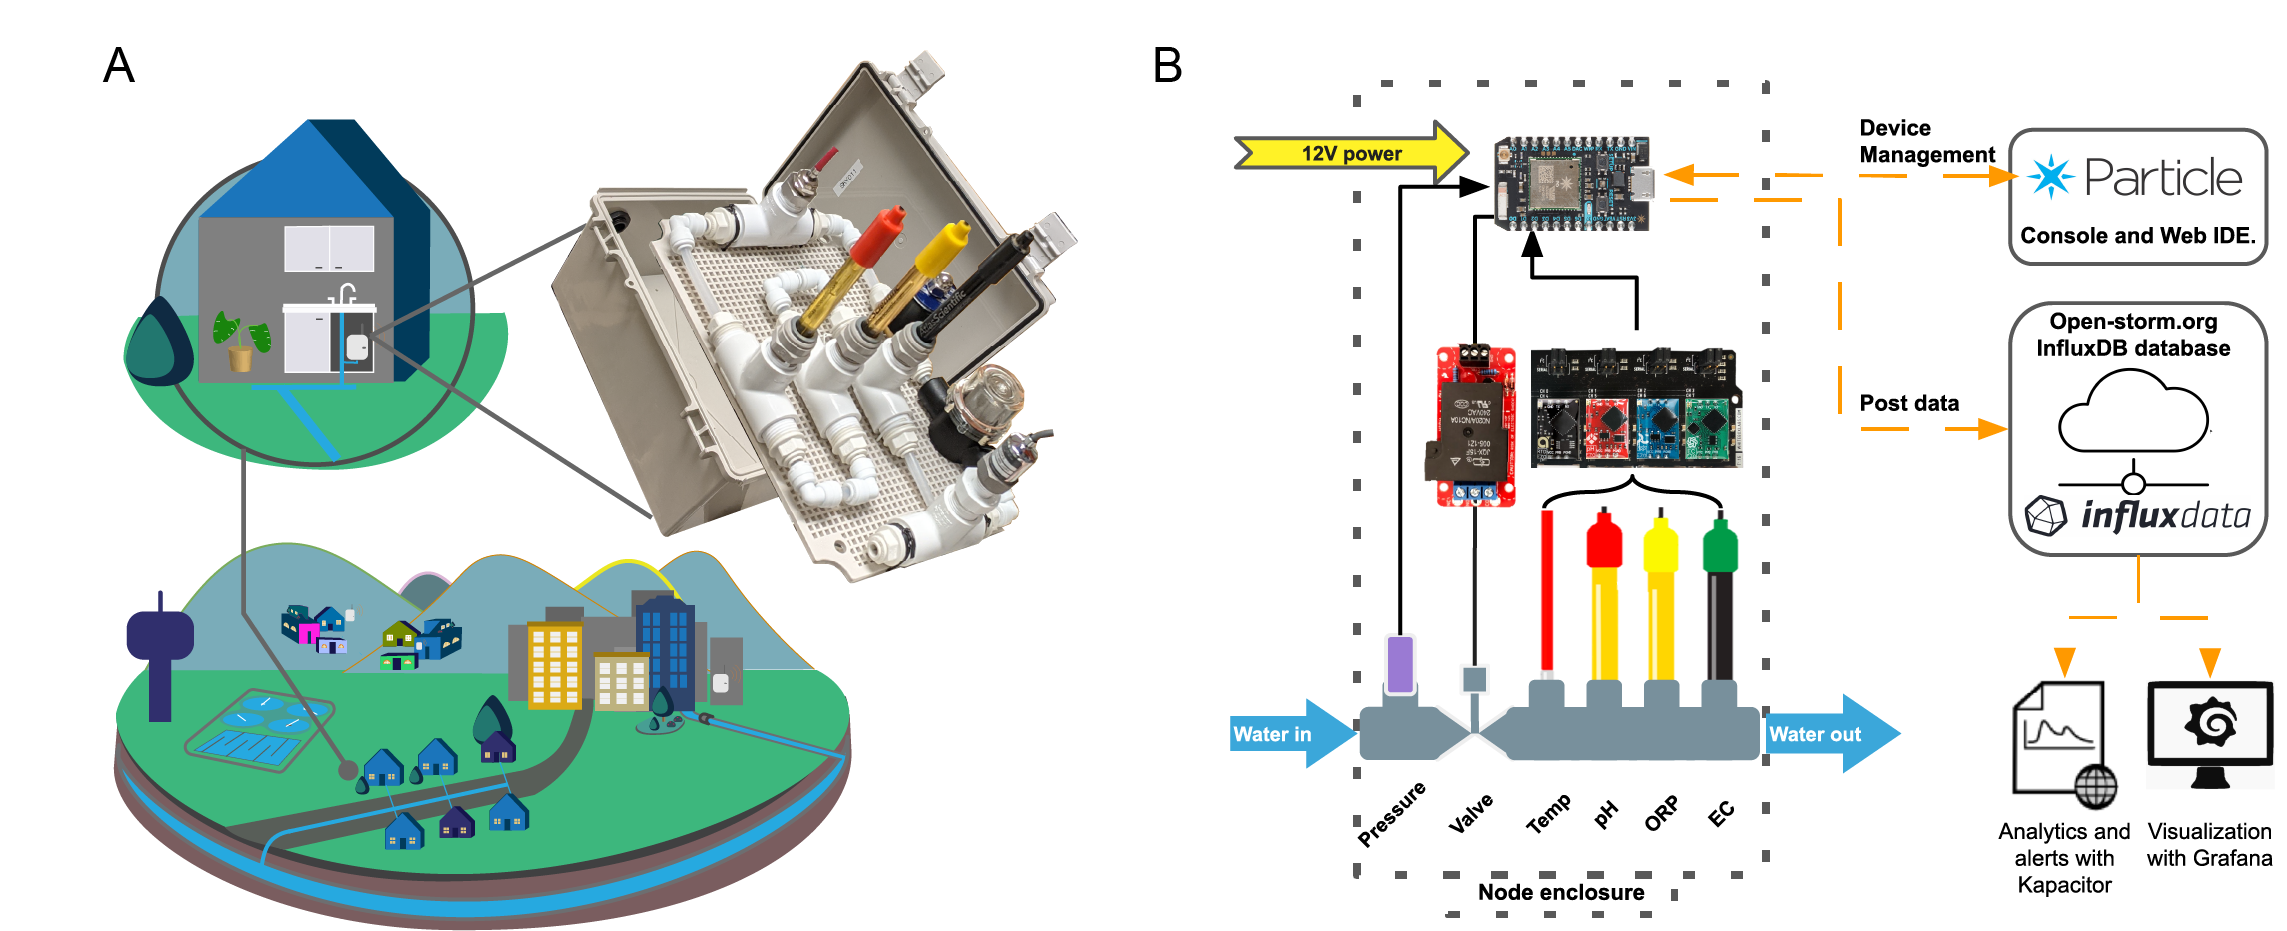 A
B
12V power
Device
Management
Particle
Console and Web IDE.
Open-storm.org
InfluxDB database
Post data
influxdata
Water in
Water out
Pressure
Valve
Temp
pH
ORP
EC
Node enclosure
Analytics and
alerts with
Kapacitor
Visualization
with Grafana